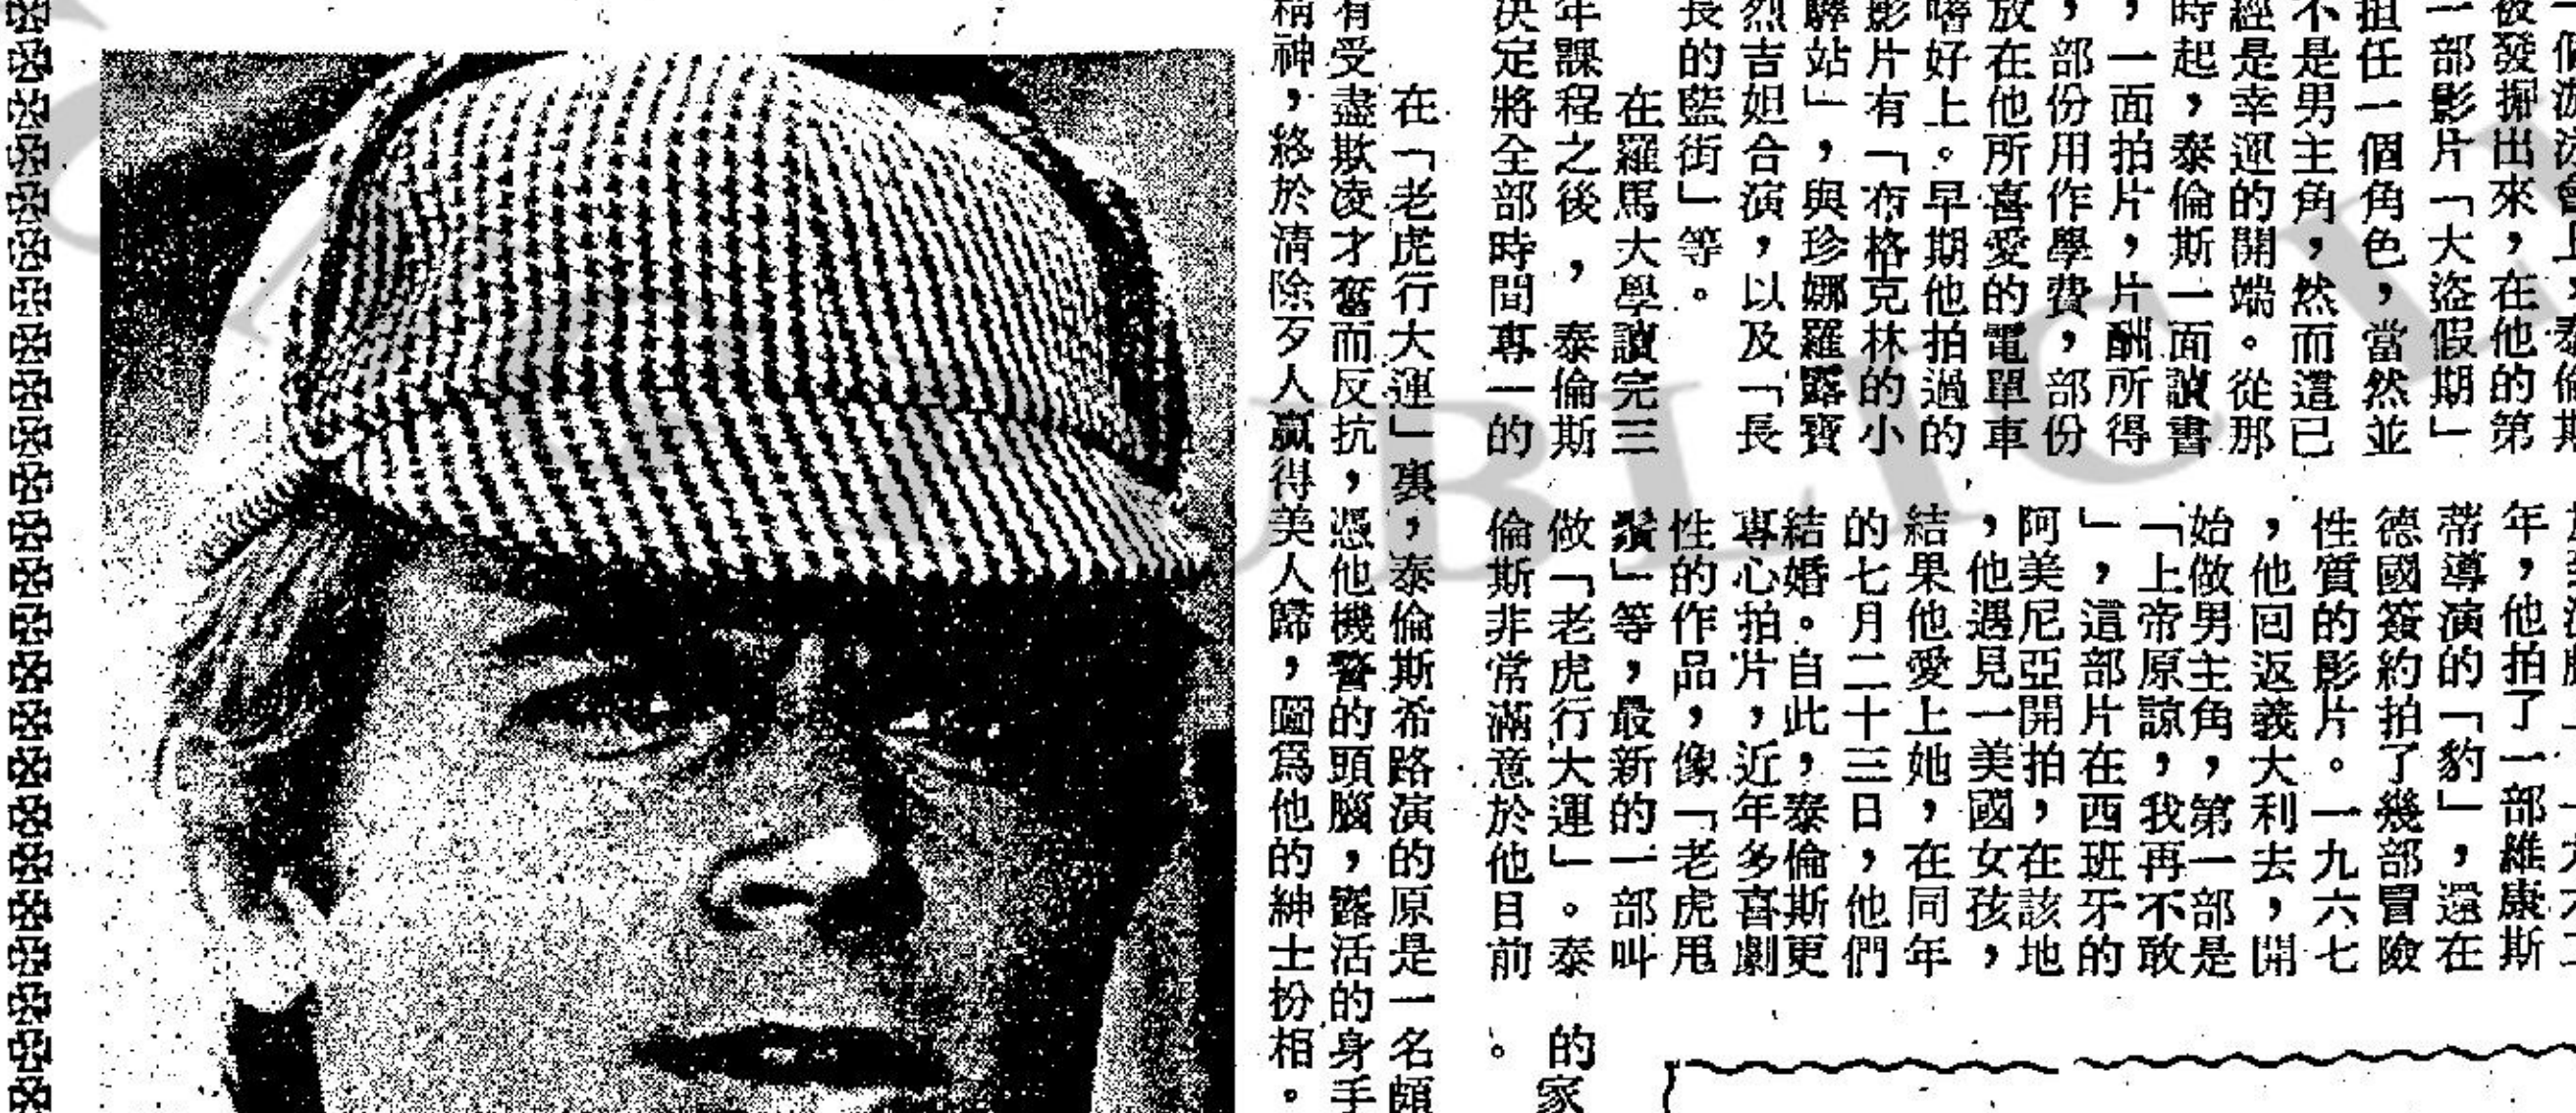 一個游泳會上，泰倫斯
被發掘出來，在他的第
一部影片「大盜假期」
担任一個角色，當然並
不是男主角，然而這已
經是幸運的開端。從那
時起，泰倫斯一面讀書
，一面拍片，片酬所得
，部份用作學費，部份
放在他所喜愛的電單車
嗜好上。早期他拍過的
影片有「布格克林的小
驛站」，與珍娜羅露寶
烈吉妲合演，以及「長
長的藍街」等。
在羅馬大學讀完三
年課程之後，泰倫斯
決定將全部時間專一的
年，他拍了一部維康斯
蒂導演的「豹」，還在
德國簽約拍了幾部冒險
性質的影片。一九六七
，他回返義大利去，開
始做男主角，第一部是
「上帝原諒，我再不敢
」，這部片在西班牙的
阿美尼亞開拍，在該地
，他遇見一美國女孩，
結果他愛上她，在同年
的七月二十三日，他們
結婚。自此，泰倫斯更
專心拍片，近年多喜劇
性的作品，像「老虎甩
鬚」等，最新的一部叫
做「老虎行大運」。泰
倫斯非常滿意於他目前
的家
。
在「老虎行大運」裏，泰倫斯希路演的原是一名頗
有受盡欺凌才奮而反抗，憑他機警的頭腦，靈活的身手
精神，終於清除歹人贏得美人歸，圖爲他的紳士扮相。